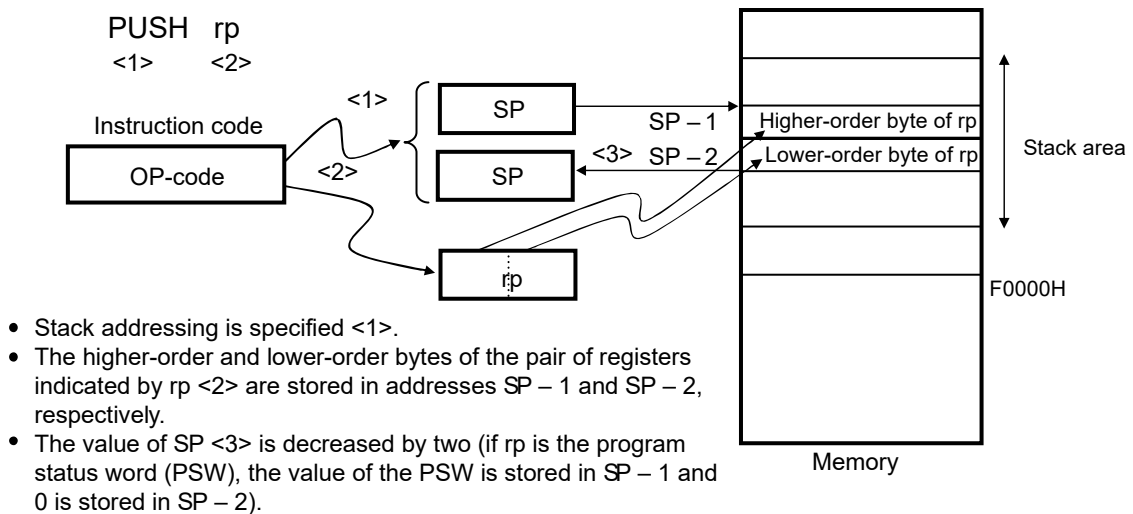 PUSH rp
<1> <2>
Instruction code
OP-code
<1>
<2>
SP
SP
rp
SP – 1
<3> SP – 2
Higher-order byte of rp
Lower-order byte of rp
Stack area
F0000H
Memory
• Stack addressing is specified <1>.
• The higher-order and lower-order bytes of the pair of registers
indicated by rp <2> are stored in addresses SP – 1 and SP – 2,
respectively.
• The value of SP <3> is decreased by two (if rp is the program
status word (PSW), the value of the PSW is stored in SP – 1 and
0 is stored in SP – 2).